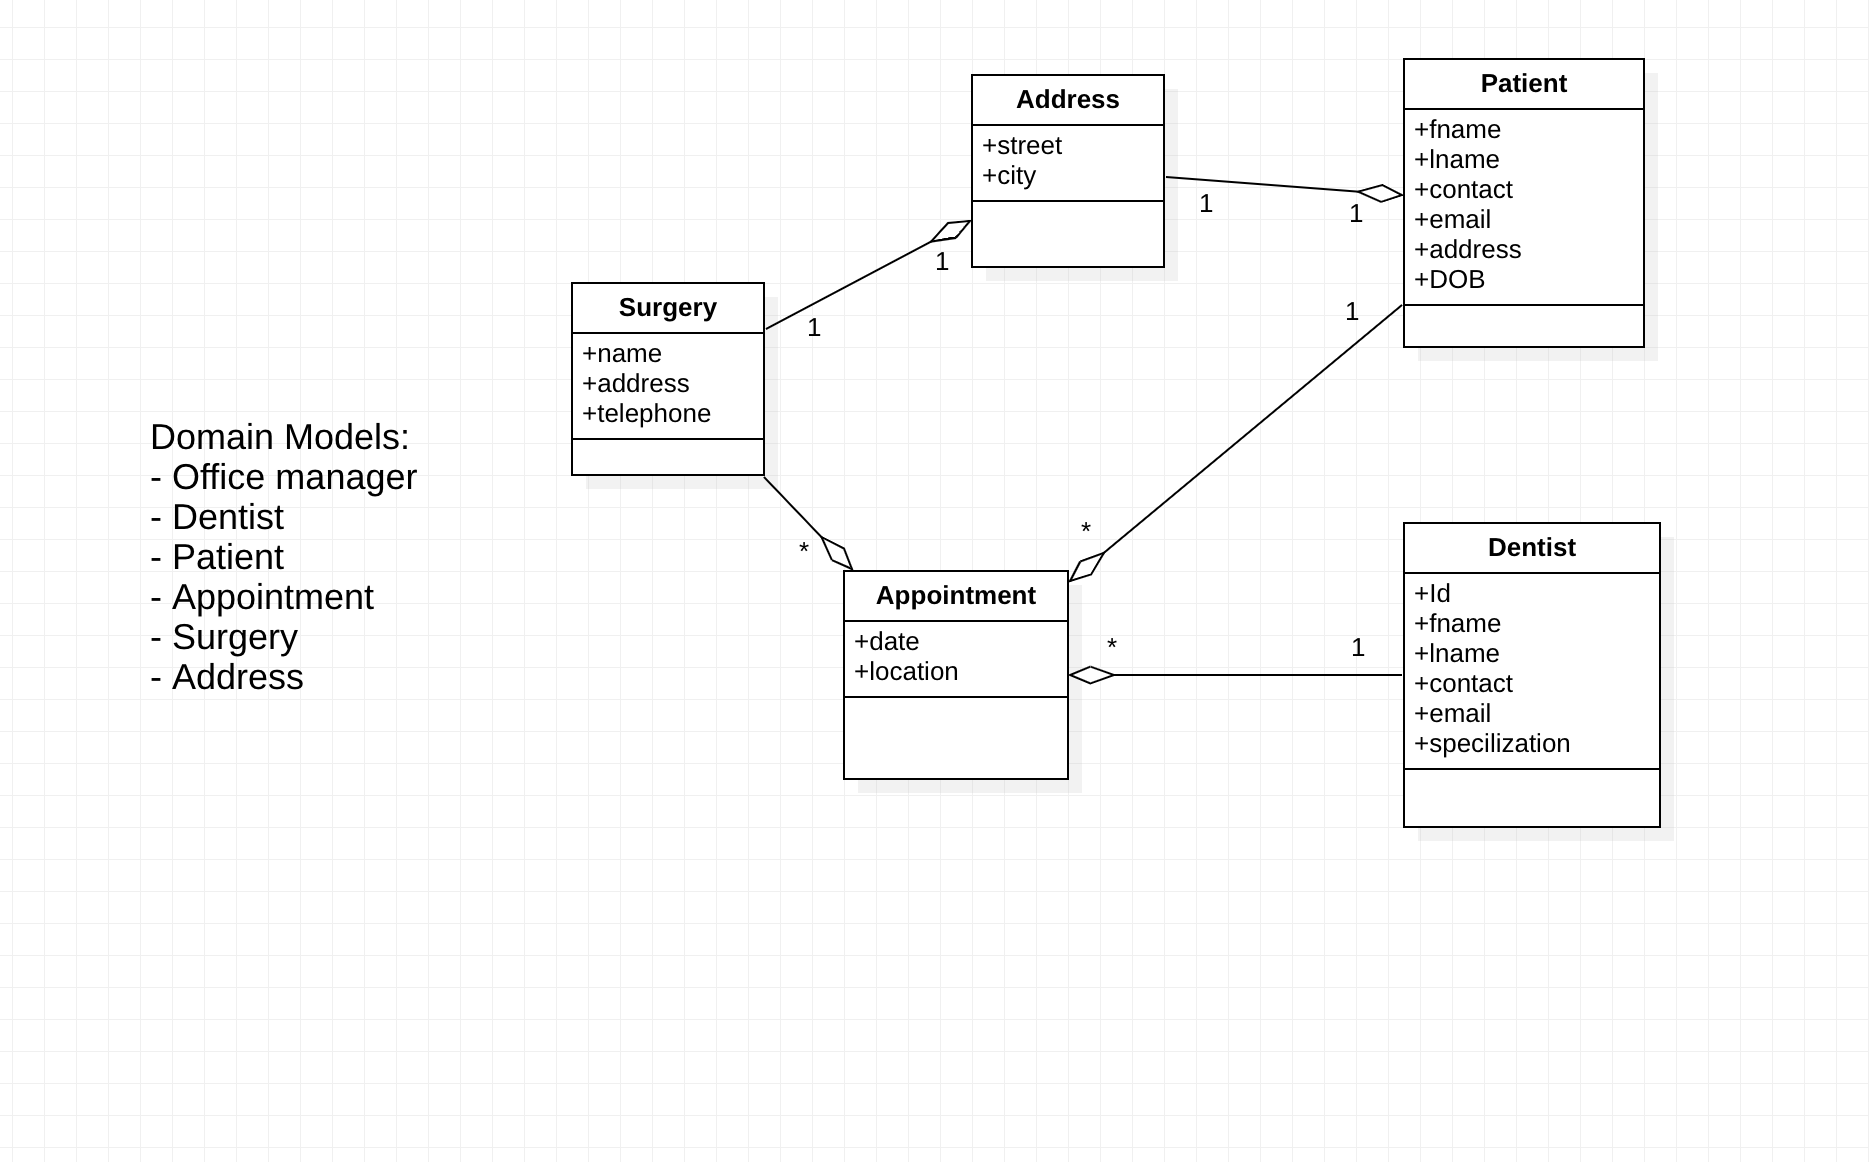 Domain Models:
- Office manager
- Dentist
- Patient
- Appointment
- Surgery
- Address
Surgery
+name
+address
+telephone
1
1
*
Address
+street
+city
1
1
Patient
+fname
+lname
+contact
+email
+address
+DOB
1
*
Appointment
+date
+location
*
1
Dentist
+Id
+fname
+lname
+contact
+email
+specilization